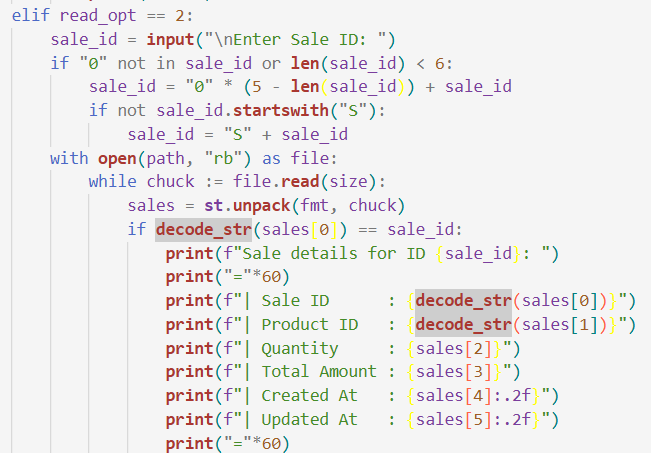 elif read_opt == 2:
    sale_id = input("\nEnter Sale ID: ")
    if "0" not in sale_id or len(sale_id) < 6:
        sale_id = "0" * (5 - len(sale_id)) + sale_id
        if not sale_id.startswith("S"):
            sale_id = "S" + sale_id
    with open(path, "rb") as file:
        while chuck := file.read(size):
            sales = st.unpack(fmt, chuck)
            if decode_str(sales[0]) == sale_id:
                print(f"Sale details for ID {sale_id}: ")
                print("="*60)
                print(f"| Sale ID      : {decode_str(sales[0])}")
                print(f"| Product ID   : {decode_str(sales[1])}")
                print(f"| Quantity     : {sales[2]}")
                print(f"| Total Amount : {sales[3]}")
                print(f"| Created At   : {sales[4]:.2f}")
                print(f"| Updated At   : {sales[5]:.2f}")
                print("="*60)